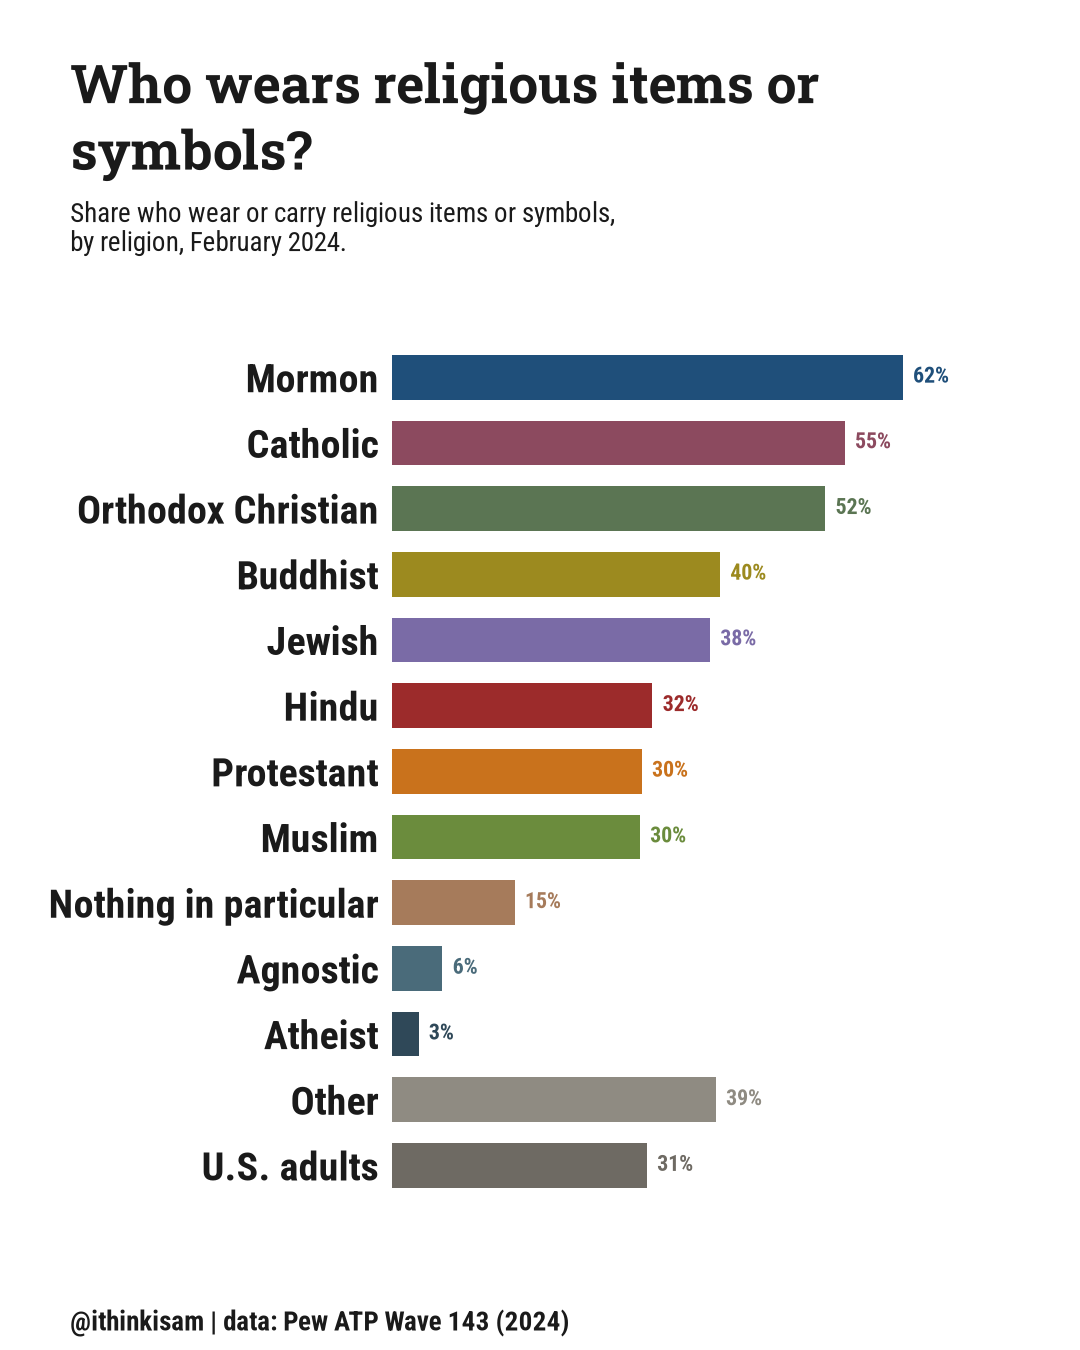 Who wears religious items or
symbols?
Share who wear or carry religious items or symbols,
by religion, February 2024.
Mormon 62%
Catholic 55%
Orthodox Christian 52%
Buddhist 40%
Jewish 38%
Hindu 32%
Protestant 30%
Muslim 30%
Nothing in particular 15%
Agnostic 6%
Atheist 3%
Other 39%
U.S. adults 31%
@ithinkisam | data: Pew ATP Wave 143 (2024)